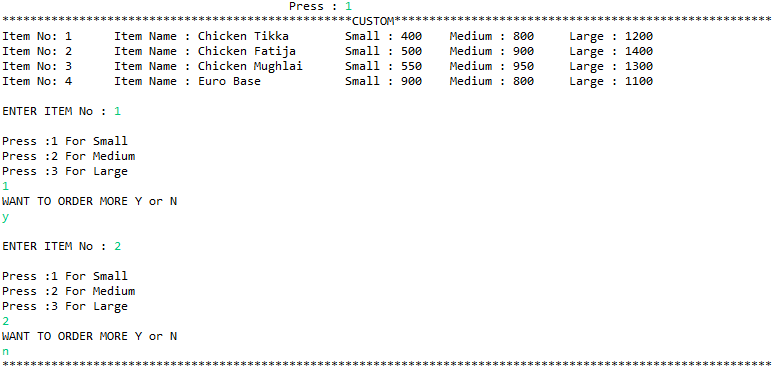 Press : 1
**************************************************CUSTOM******************************************************
Item No: 1 Item Name : Chicken Tikka Small : 400 Medium : 800 Large : 1200
Item No: 2 Item Name : Chicken Fatija Small : 500 Medium : 900 Large : 1400
Item No: 3 Item Name : Chicken Mughlai Small : 550 Medium : 950 Large : 1300
Item No: 4 Item Name : Euro Base Small : 900 Medium : 800 Large : 1100
ENTER ITEM No : 1
Press :1 For Small
Press :2 For Medium
Press :3 For Large
1
WANT TO ORDER MORE Y or N
y
ENTER ITEM No : 2
Press :1 For Small
Press :2 For Medium
Press :3 For Large
2
WANT TO ORDER MORE Y or N
n
**************************************************************************************************************